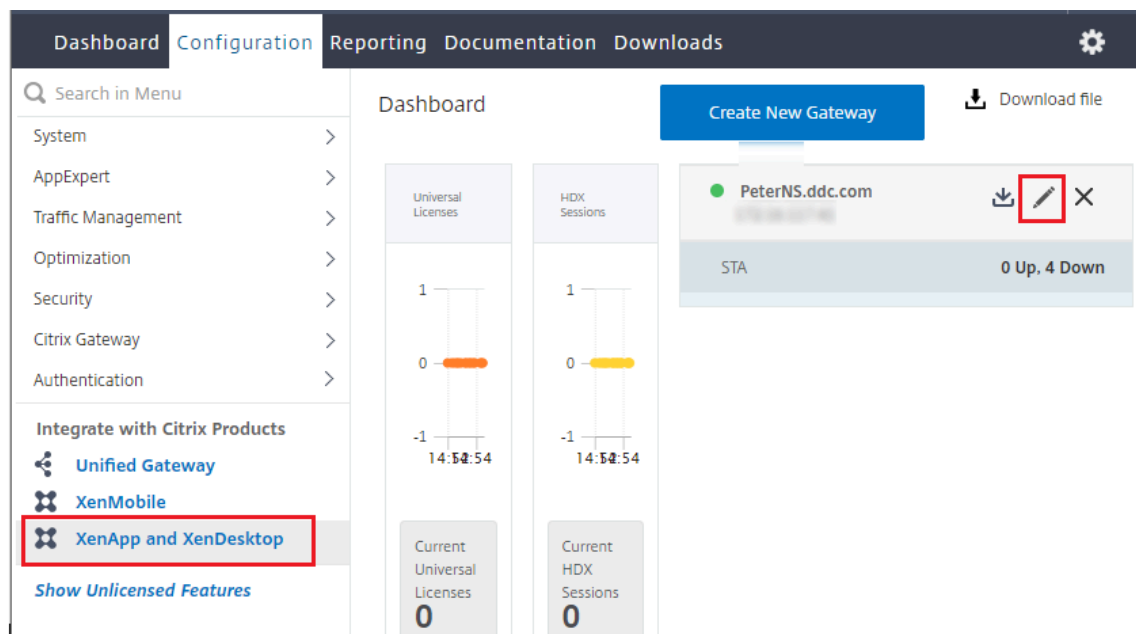 Dashboard Configuration Reporting Documentation Downloads
Search in Menu
System
AppExpert
Traffic Management
Optimization
Security
Citrix Gateway
Authentication
Integrate with Citrix Products
Unified Gateway
XenMobile
XenApp and XenDesktop
Show Unlicensed Features
Dashboard
Create New Gateway
Download file
Universal
Licenses
1
0
-1
Current
Universal
Licenses
0
HDX
Sessions
1
0
-1
Current
HDX
Sessions
0
PeterNS.ddc.com
STA 0 Up, 4 Down